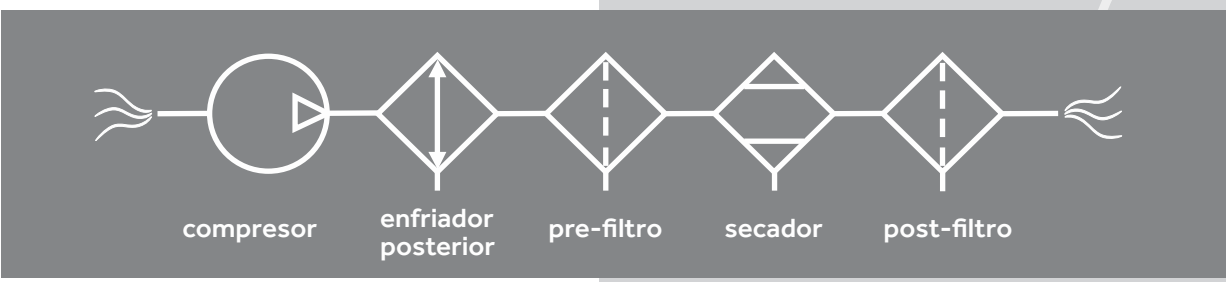 compresor
enfriador
posterior
pre-filtro
secador
post-filtro